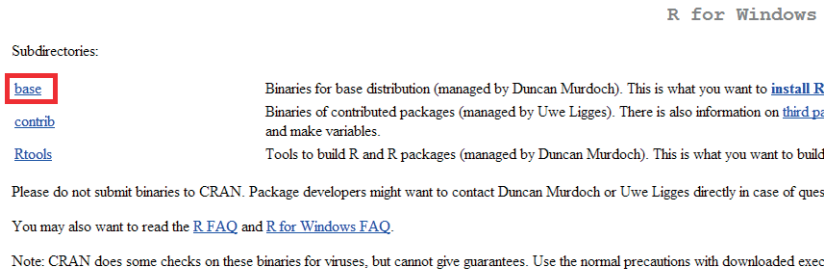 R for Windows
Subdirectories:
base Binaries for base distribution (managed by Duncan Murdoch). This is what you want to install R
contrib Binaries of contributed packages (managed by Uwe Ligges). There is also information on third pa
and make variables.
Rtools Tools to build R and R packages (managed by Duncan Murdoch). This is what you want to build
Please do not submit binaries to CRAN. Package developers might want to contact Duncan Murdoch or Uwe Ligges directly in case of ques
You may also want to read the R FAQ and R for Windows FAQ.
Note: CRAN does some checks on these binaries for viruses, but cannot give guarantees. Use the normal precautions with downloaded exec